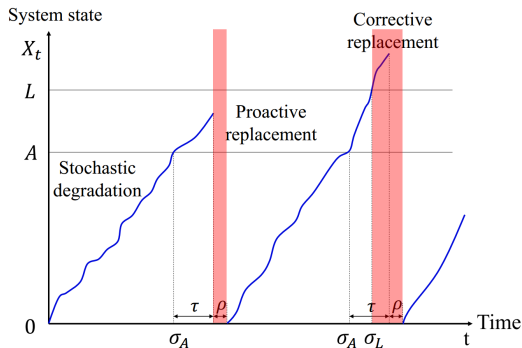 System state
X_t
Corrective
replacement
L
Proactive
replacement
A
Stochastic
degradation
τ ρ τ ρ
0
Time
σ_A σ_A σ_L t